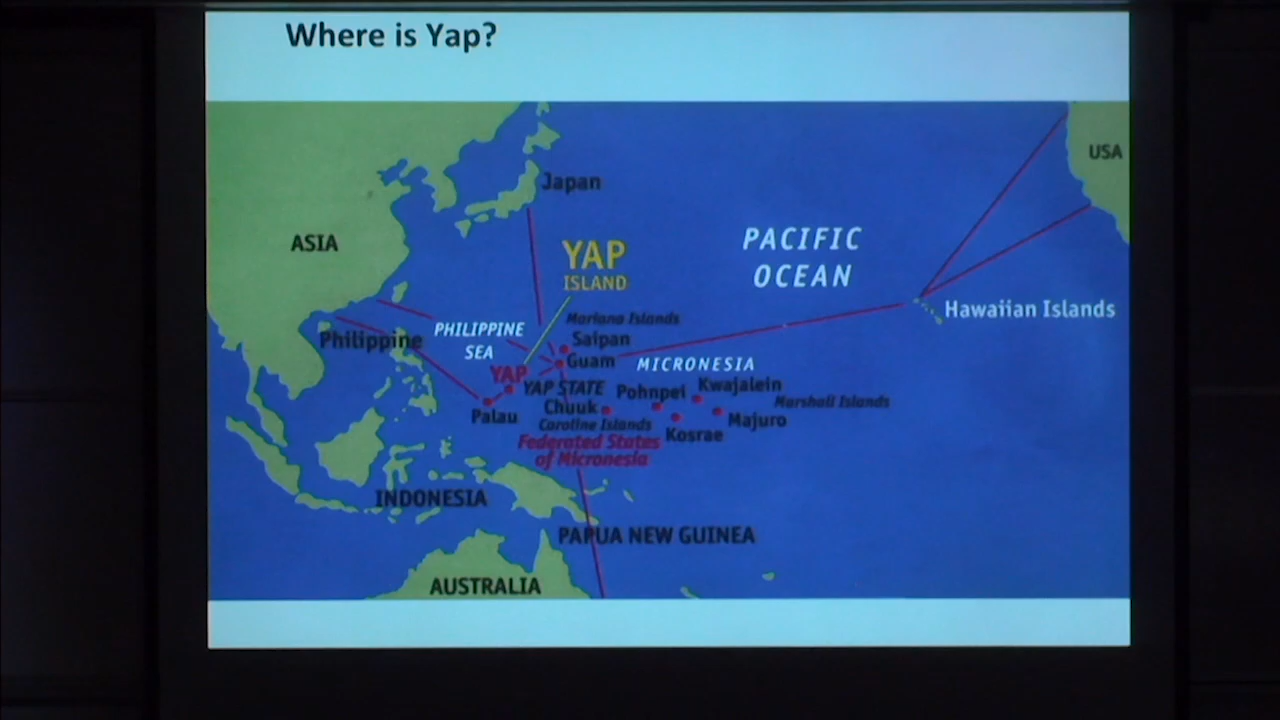 Where is Yap?
USA
Japan
ASIA
YAP
ISLAND
PACIFIC
OCEAN
Hawaiian Islands
Mariana Islands
PHILIPPINE
SEA
Philippine
Saipan
Guam
MICRONESIA
YAP
YAP STATE
Pohnpei
Kwajalein
Marshall Islands
Palau
Chuuk
Majuro
Caroline Islands
Kosrae
Federated States
of Micronesia
INDONESIA
PAPUA NEW GUINEA
AUSTRALIA